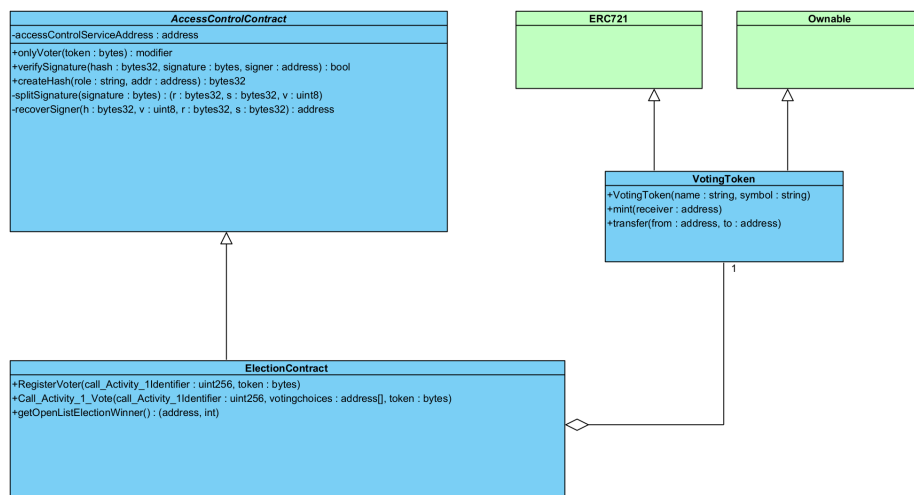 AccessControlContract
-accessControlServiceAddress : address
+onlyVoter(token : bytes) : modifier
+verifySignature(hash : bytes32, signature : bytes, signer : address) : bool
+createHash(role : string, addr : address) : bytes32
-splitSignature(signature : bytes) : (r : bytes32, s : bytes32, v : uint8)
-recoverSigner(h : bytes32, v : uint8, r : bytes32, s : bytes32) : address
ERC721
Ownable
VotingToken
+VotingToken(name : string, symbol : string)
+mint(receiver : address)
+transfer(from : address, to : address)
1
ElectionContract
+RegisterVoter(call_Activity_1Identifier : uint256, token : bytes)
+Call_Activity_1_Vote(call_Activity_1Identifier : uint256, votingchoices : address[], token : bytes)
+getOpenListElectionWinner() : (address, int)